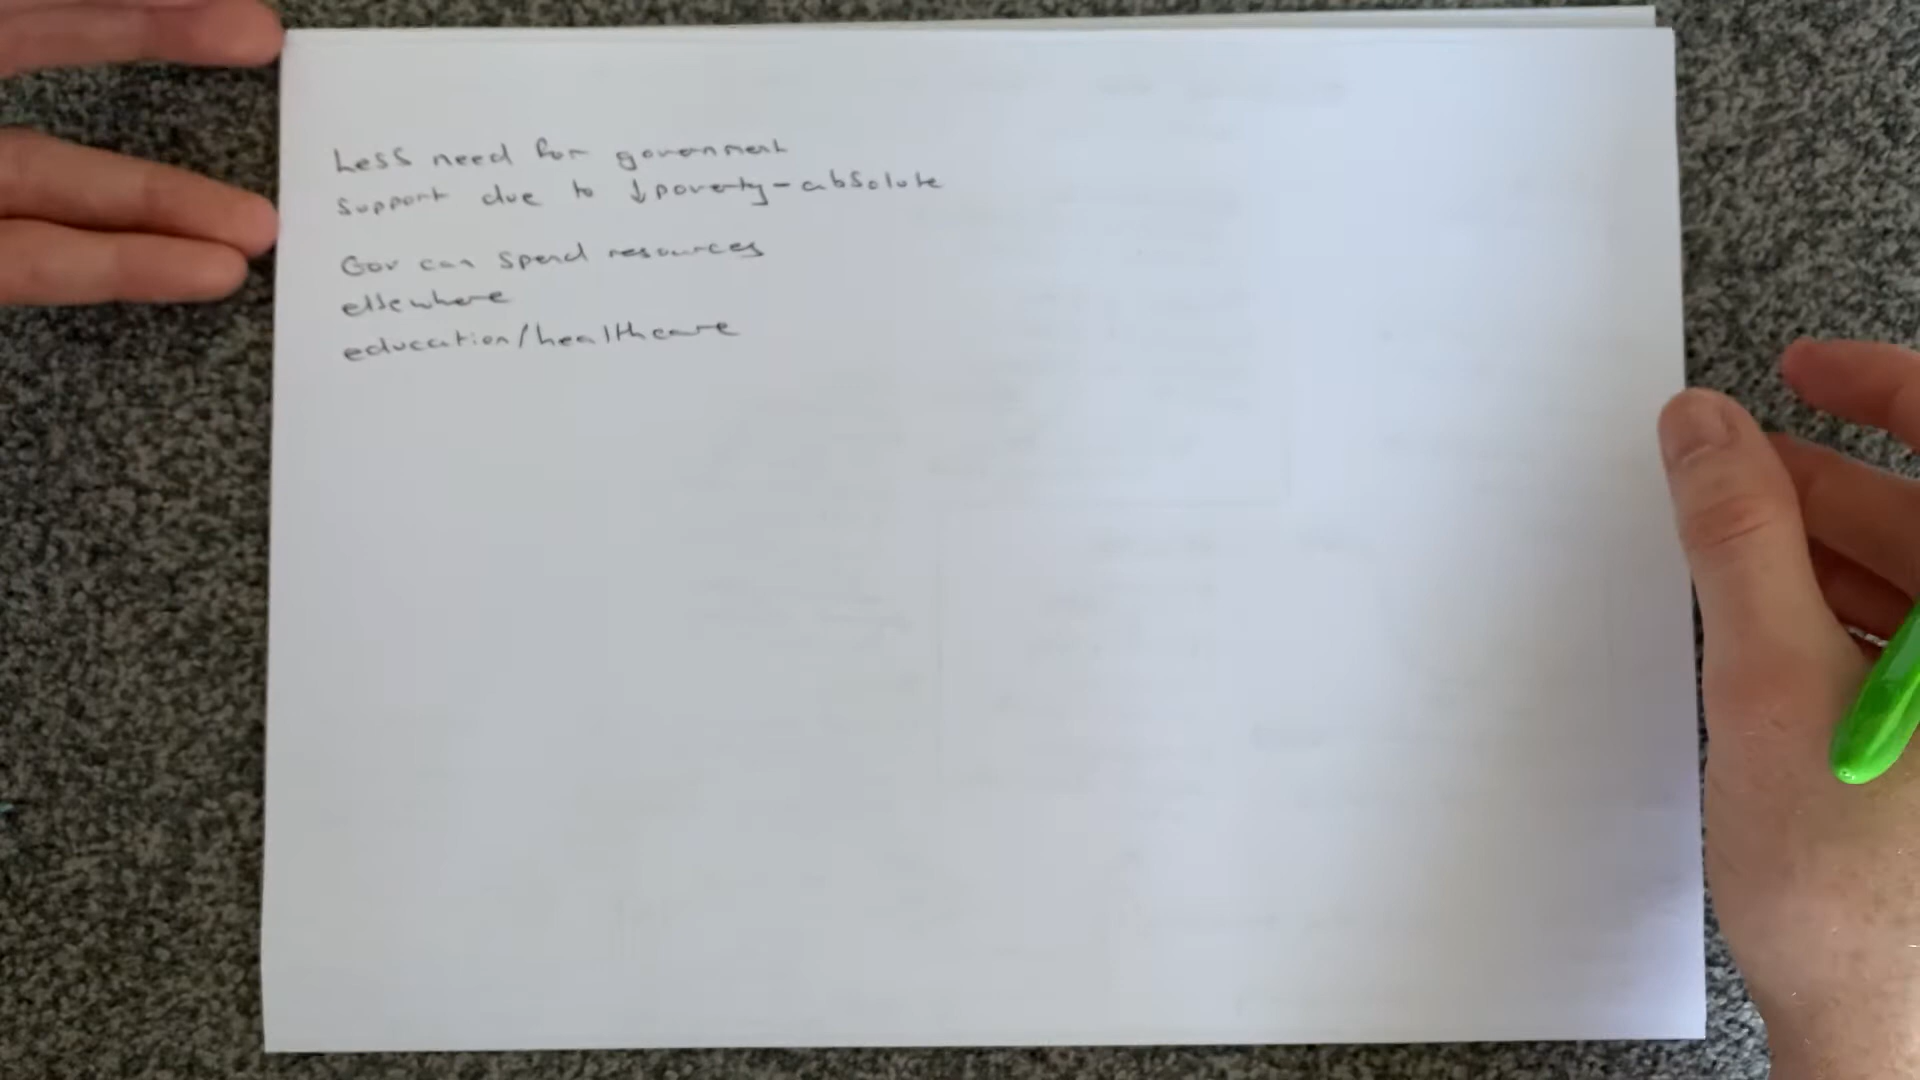 Less need for government
support due to ↓poverty-absolute
Gov can spend resources
elsewhere
education/healthcare